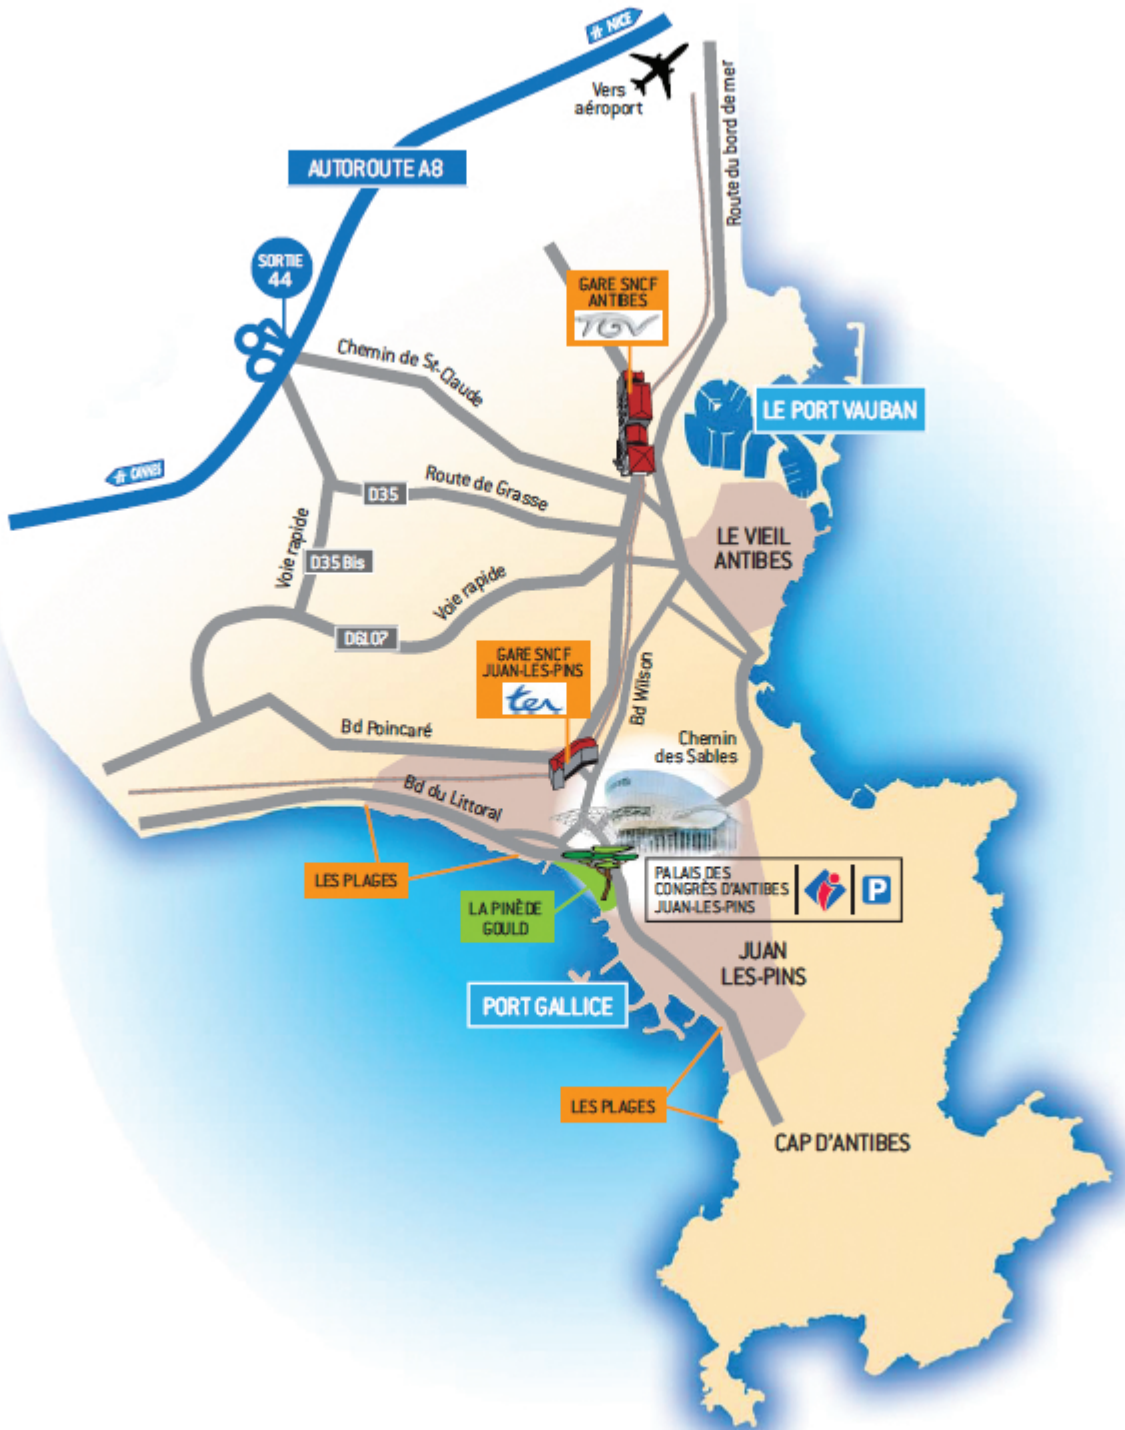 NICE
Vers
aéroport
Route du bord de mer
AUTOROUTE A8
SORTIE
44
GARE SNCF
ANTIBES
TGV
Chemin de St-Claude
LE PORT VAUBAN
CANNES
Route de Grasse
D35
LE VIEIL
ANTIBES
Voie rapide
D35 Bis
Voie rapide
D6107
GARE SNCF
JUAN-LES-PINS
ter
Bd Wilson
Bd Poincaré
Chemin
des Sables
Bd du Littoral
LES PLAGES
PALAIS DES
CONGRÈS D'ANTIBES
JUAN-LES-PINS
P
LA PINÈDE
GOULD
JUAN
LES-PINS
PORT GALLICE
LES PLAGES
CAP D'ANTIBES